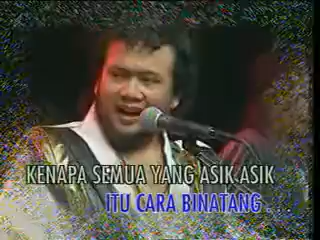 KENAPA SEMUA YANG ASIK-ASIK
ITU CARA BINATANG . . .